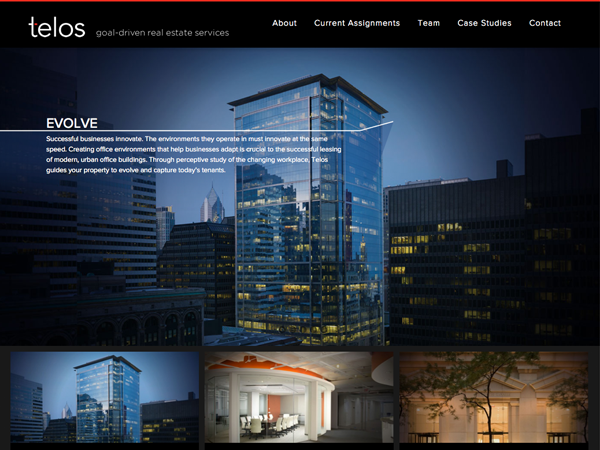 telos goal-driven real estate services
About Current Assignments Team Case Studies Contact
EVOLVE
Successful businesses innovate. The environments they operate in must innovate at the same
speed. Creating office environments that help businesses adapt is crucial to the successful leasing
of modern, urban office buildings. Through perceptive study of the changing workplace, Telos
guides your property to evolve and capture today's tenants.